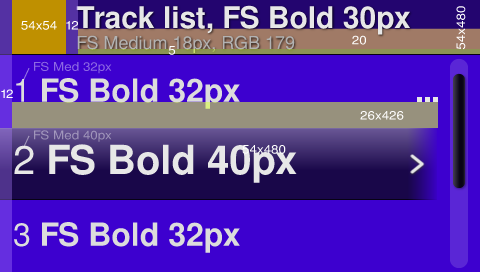 54x54 12 Track list, FS Bold 30px
FS Medium 18px, RGB 179 20
5
54x480
FS Med 32px
12 1 FS Bold 32px
26x426
FS Med 40px
54x480
2 FS Bold 40px
3 FS Bold 32px